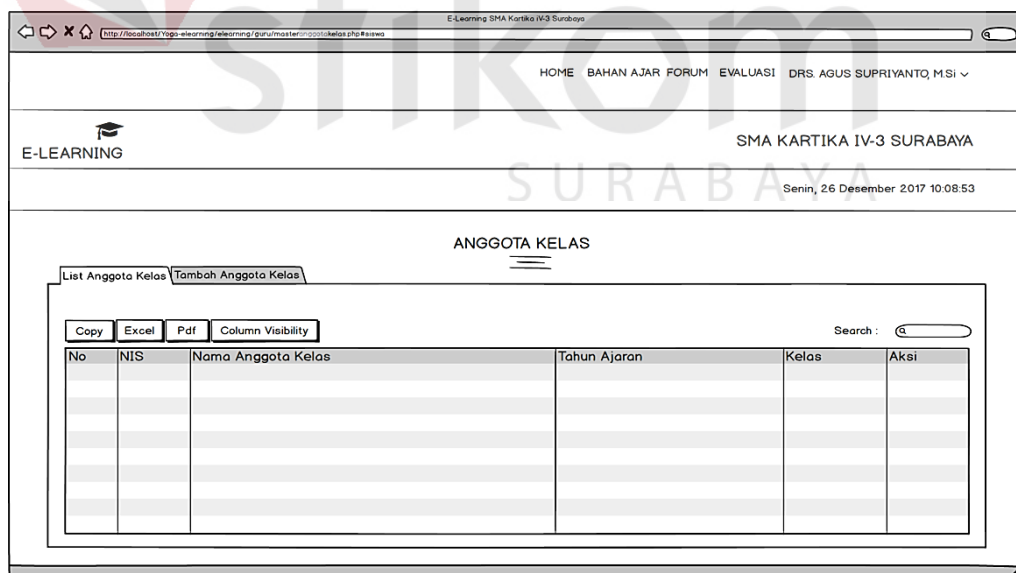 stikom
SURABAYA
E-Learning SMA Kartika iV-3 Surabaya
http://localhost/Yoga-elearning/elearning/guru/masteranggotakelas.php#siswa
HOME BAHAN AJAR FORUM EVALUASI DRS. AGUS SUPRIYANTO, M.Si
E-LEARNING
SMA KARTIKA IV-3 SURABAYA
Senin, 26 Desember 2017 10:08:53
ANGGOTA KELAS
List Anggota Kelas Tambah Anggota Kelas
Copy Excel Pdf Column Visibility Search :
No NIS Nama Anggota Kelas Tahun Ajaran Kelas Aksi